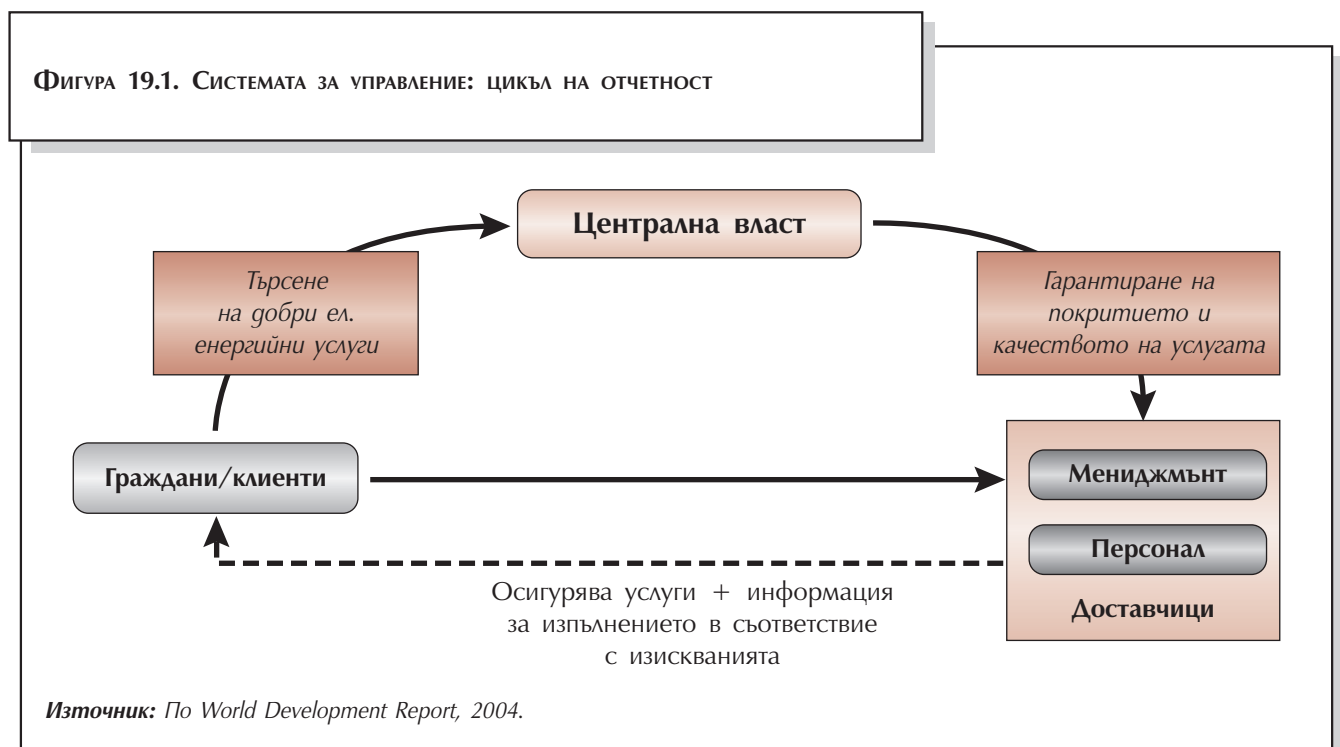 Фигура 19.1. Системата за управление: цикъл на отчетност
Централна власт
Търсене
на добри ел.
енергийни услуги
Гарантиране на
покритието и
качеството на услугата
Граждани/клиенти
Мениджмънт
Персонал
Доставчици
Осигурява услуги + информация
за изпълнението в съответствие
с изискванията
Източник: По World Development Report, 2004.